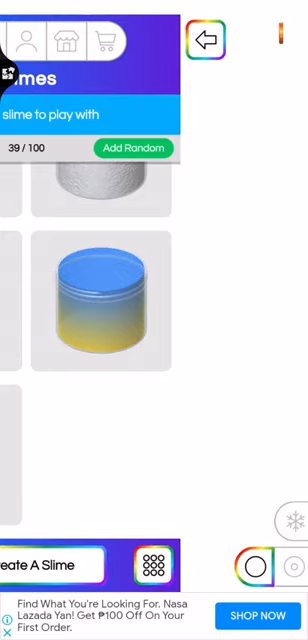 imes
slime to play with
39 / 100
Add Random
eate A Slime
Find What You're Looking For. Nasa
Lazada Yan! Get ₱100 Off On Your
First Order.
SHOP NOW